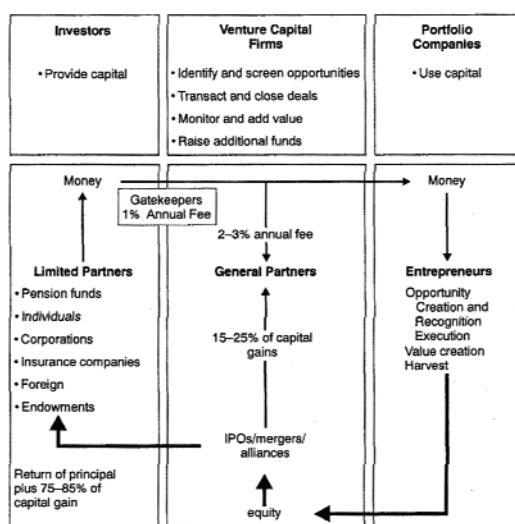 Investors
• Provide capital
Venture Capital
Firms
• Identify and screen opportunities
• Transact and close deals
• Monitor and add value
• Raise additional funds
Portfolio
Companies
• Use capital
Money
Gatekeepers
1% Annual Fee
Money
2–3% annual fee
Limited Partners
• Pension funds
• Individuals
• Corporations
• Insurance companies
• Foreign
• Endowments
Return of principal
plus 75–85% of
capital gain
General Partners
15–25% of capital
gains
IPOs/mergers/
alliances
equity
Entrepreneurs
Opportunity
Creation and
Recognition
Execution
Value creation
Harvest